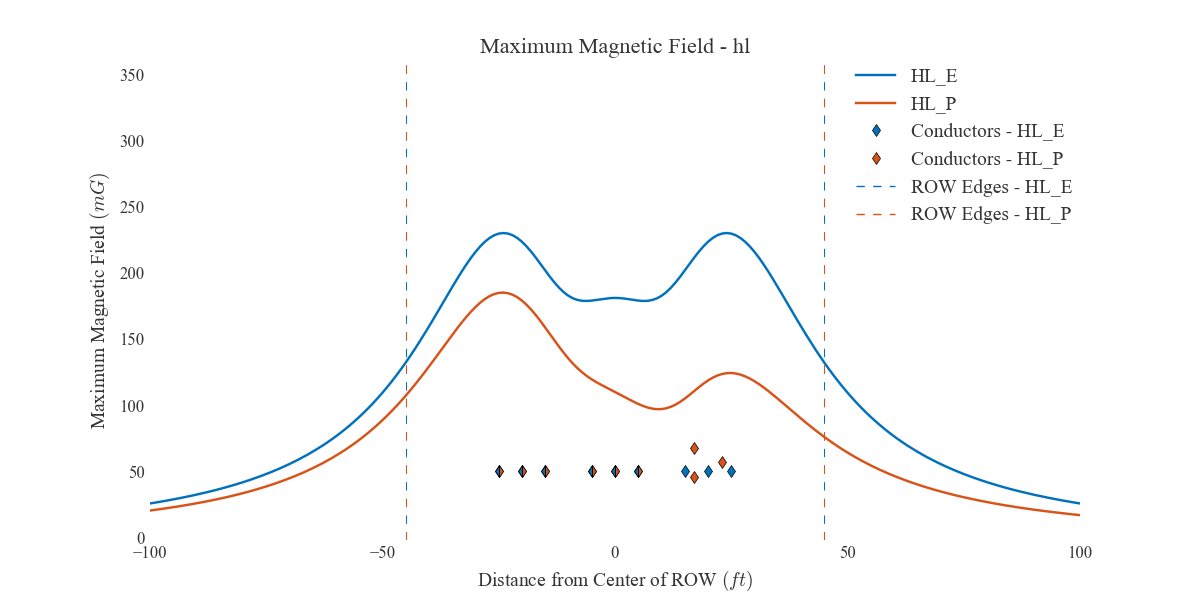 Maximum Magnetic Field - hl
350
300
250
200
150
100
50
0
Maximum Magnetic Field (mG)
HL_E
HL_P
Conductors - HL_E
Conductors - HL_P
ROW Edges - HL_E
ROW Edges - HL_P
−100 −50 0 50 100
Distance from Center of ROW (ft)